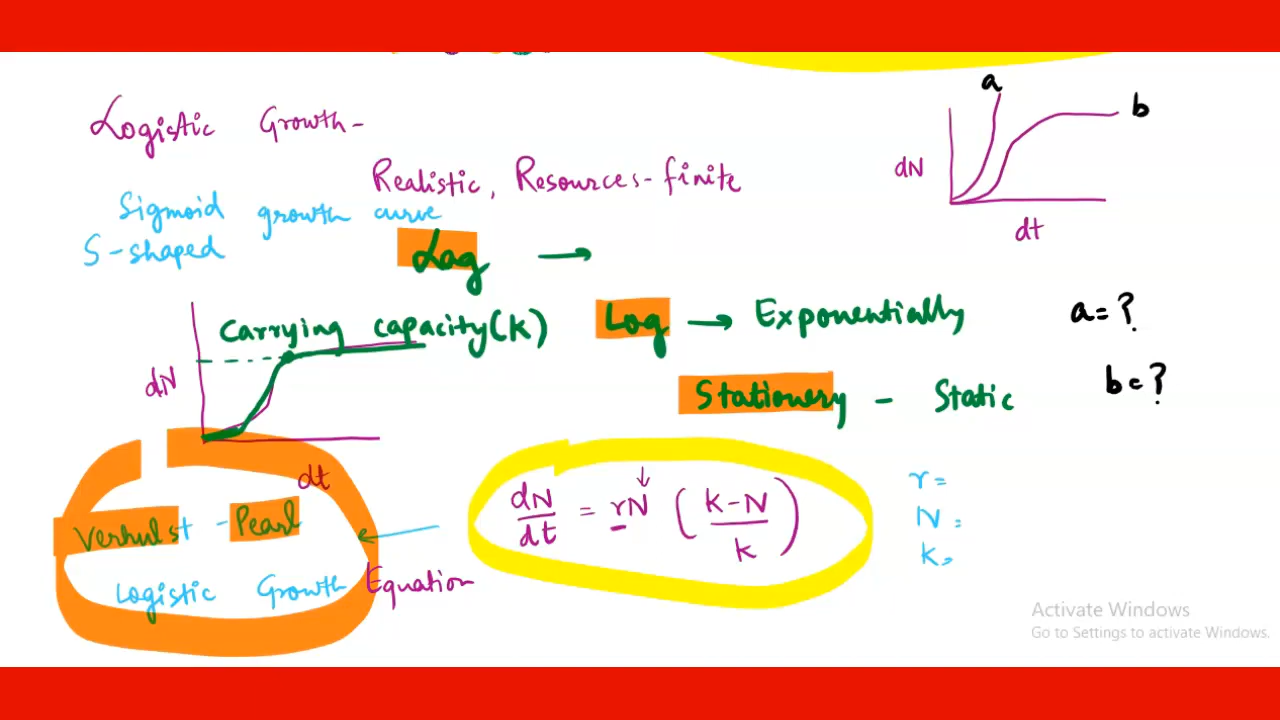 Logistic Growth-
Realistic, Resources-finite
Sigmoid growth curve
S-shaped
Lag →
Log → Exponentially
Stationery - Static
Carrying capacity(K)
dN
dt
a
b
dN
dt
a=?
b=?
Verhulst - Pearl
Logistic Growth Equation
dN/dt = rN (K-N/K)
r=
N=
K=
Activate Windows
Go to Settings to activate Windows.